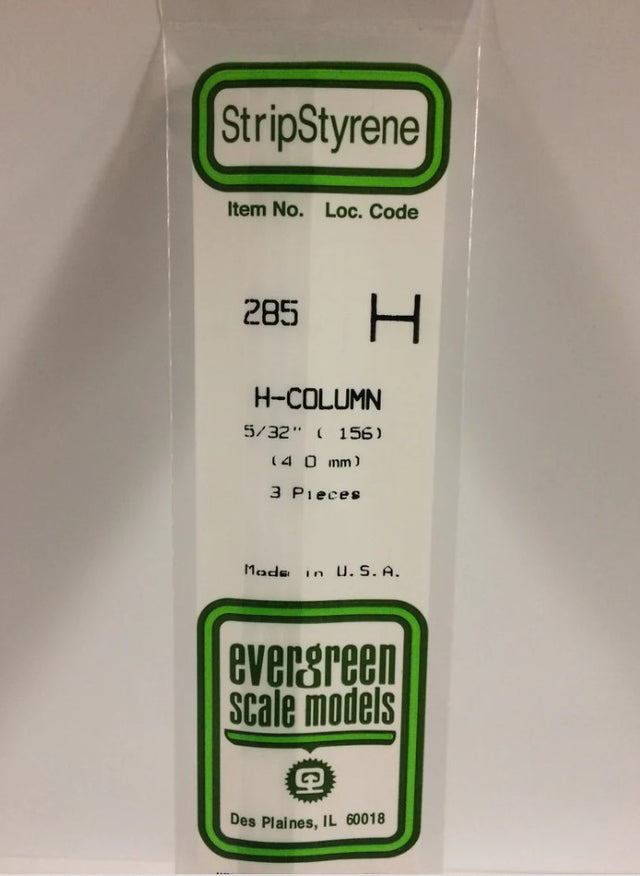 StripStyrene
Item No. Loc. Code
285 H
H-COLUMN
5/32" ( 156)
(4 0 mm)
3 Pieces
Made in U.S.A.
evergreen
scale models
Des Plaines, IL 60018